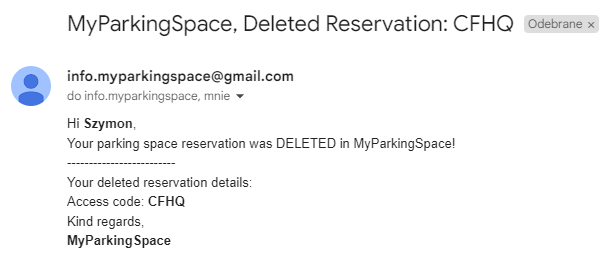 MyParkingSpace, Deleted Reservation: CFHQ Odebrane ×
info.myparkingspace@gmail.com
do info.myparkingspace, mnie
Hi Szymon,
Your parking space reservation was DELETED in MyParkingSpace!
-------------------------
Your deleted reservation details:
Access code: CFHQ
Kind regards,
MyParkingSpace